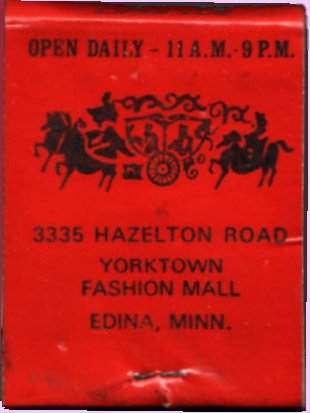 OPEN DAILY - 11 A.M. - 9 P.M.
3335 HAZELTON ROAD
YORKTOWN
FASHION MALL
EDINA, MINN.